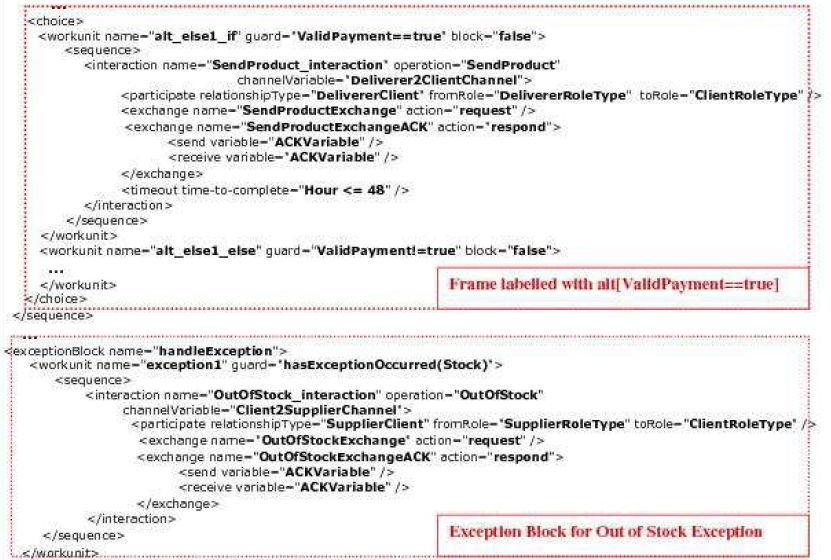 ...
<choice>
<workunit name="alt_else1_if" guard="ValidPayment==true" block="false">
<sequence>
<interaction name="SendProduct_interaction" operation="SendProduct"
channelVariable="Deliverer2ClientChannel">
<participate relationshipType="DelivererClient" fromRole="DelivererRoleType" toRole="ClientRoleType" />
<exchange name="SendProductExchange" action="request" />
<exchange name="SendProductExchangeACK" action="respond">
<send variable="ACKVariable" />
<receive variable="ACKVariable" />
</exchange>
<timeout time-to-complete="Hour <= 48" />
</interaction>
</sequence>
</workunit>
<workunit name="alt_else1_else" guard="ValidPayment!=true" block="false">
...
</workunit>
Frame labelled with alt[ValidPayment==true]
</choice>
</sequence>
...
<exceptionBlock name="handleException">
<workunit name="exception1" guard="hasExceptionOccurred(Stock)">
<sequence>
<interaction name="OutOfStock_interaction" operation="OutOfStock"
channelVariable="Client2SupplierChannel">
<participate relationshipType="SupplierClient" fromRole="SupplierRoleType" toRole="ClientRoleType" />
<exchange name="OutOfStockExchange" action="request" />
<exchange name="OutOfStockExchangeACK" action="respond">
<send variable="ACKVariable" />
<receive variable="ACKVariable" />
</exchange>
</interaction>
</sequence>
Exception Block for Out of Stock Exception
</workunit>